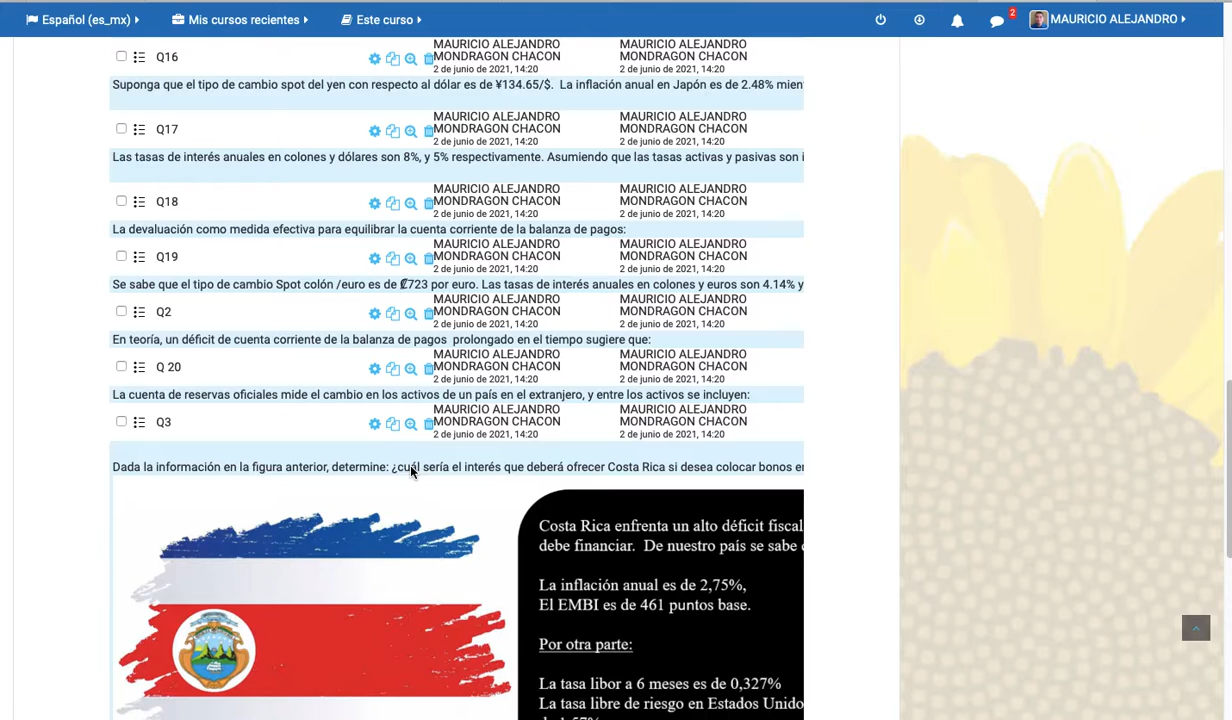 Español (es_mx) Mis cursos recientes Este curso 2 MAURICIO ALEJANDRO
Q16 MAURICIO ALEJANDRO MONDRAGON CHACON 2 de junio de 2021, 14:20 MAURICIO ALEJANDRO MONDRAGON CHACON 2 de junio de 2021, 14:20
Suponga que el tipo de cambio spot del yen con respecto al dólar es de ¥134.65/$. La inflación anual en Japón es de 2.48% mien
Q17 MAURICIO ALEJANDRO MONDRAGON CHACON 2 de junio de 2021, 14:20 MAURICIO ALEJANDRO MONDRAGON CHACON 2 de junio de 2021, 14:20
Las tasas de interés anuales en colones y dólares son 8%, y 5% respectivamente. Asumiendo que las tasas activas y pasivas son i
Q18 MAURICIO ALEJANDRO MONDRAGON CHACON 2 de junio de 2021, 14:20 MAURICIO ALEJANDRO MONDRAGON CHACON 2 de junio de 2021, 14:20
La devaluación como medida efectiva para equilibrar la cuenta corriente de la balanza de pagos:
Q19 MAURICIO ALEJANDRO MONDRAGON CHACON 2 de junio de 2021, 14:20 MAURICIO ALEJANDRO MONDRAGON CHACON 2 de junio de 2021, 14:20
Se sabe que el tipo de cambio Spot colón /euro es de ₡723 por euro. Las tasas de interés anuales en colones y euros son 4.14% y
Q2 MAURICIO ALEJANDRO MONDRAGON CHACON 2 de junio de 2021, 14:20 MAURICIO ALEJANDRO MONDRAGON CHACON 2 de junio de 2021, 14:20
En teoría, un déficit de cuenta corriente de la balanza de pagos prolongado en el tiempo sugiere que:
Q 20 MAURICIO ALEJANDRO MONDRAGON CHACON 2 de junio de 2021, 14:20 MAURICIO ALEJANDRO MONDRAGON CHACON 2 de junio de 2021, 14:20
La cuenta de reservas oficiales mide el cambio en los activos de un país en el extranjero, y entre los activos se incluyen:
Q3 MAURICIO ALEJANDRO MONDRAGON CHACON 2 de junio de 2021, 14:20 MAURICIO ALEJANDRO MONDRAGON CHACON 2 de junio de 2021, 14:20
Dada la información en la figura anterior, determine: ¿cuál sería el interés que deberá ofrecer Costa Rica si desea colocar bonos en
Costa Rica enfrenta un alto déficit fiscal
debe financiar. De nuestro país se sabe
La inflación anual es de 2,75%,
El EMBI es de 461 puntos base.
Por otra parte:
La tasa libor a 6 meses es de 0,327%
La tasa libre de riesgo en Estados Unido